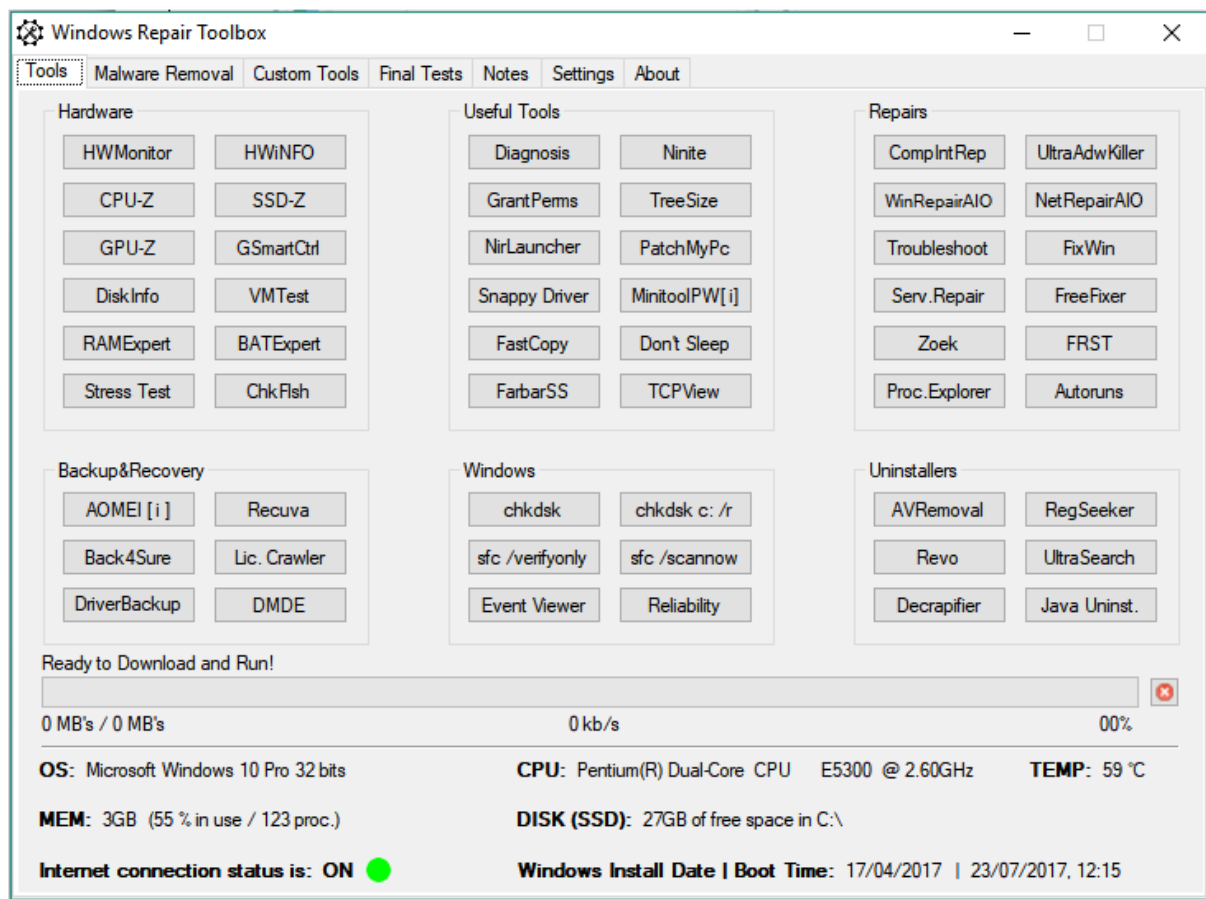 Windows Repair Toolbox
Tools Malware Removal Custom Tools Final Tests Notes Settings About
Hardware
HWMonitor HWiNFO
CPU-Z SSD-Z
GPU-Z GSmartCtrl
DiskInfo VMTest
RAMExpert BATExpert
Stress Test ChkFlsh
Useful Tools
Diagnosis Ninite
GrantPerms TreeSize
NirLauncher PatchMyPc
Snappy Driver MinitoolPW[i]
FastCopy Don't Sleep
FarbarSS TCPView
Repairs
CompIntRep UltraAdwKiller
WinRepairAIO NetRepairAIO
Troubleshoot FixWin
Serv.Repair FreeFixer
Zoek FRST
Proc.Explorer Autoruns
Backup&Recovery
AOMEI [ i ] Recuva
Back4Sure Lic. Crawler
DriverBackup DMDE
Windows
chkdsk chkdsk c: /r
sfc /verifyonly sfc /scannow
Event Viewer Reliability
Uninstallers
AVRemoval RegSeeker
Revo UltraSearch
Decrapifier Java Uninst.
Ready to Download and Run!
0 MB's / 0 MB's 0 kb/s 00%
OS: Microsoft Windows 10 Pro 32 bits CPU: Pentium(R) Dual-Core CPU E5300 @ 2.60GHz TEMP: 59 °C
MEM: 3GB (55 % in use / 123 proc.) DISK (SSD): 27GB of free space in C:\
Internet connection status is: ON Windows Install Date | Boot Time: 17/04/2017 | 23/07/2017, 12:15